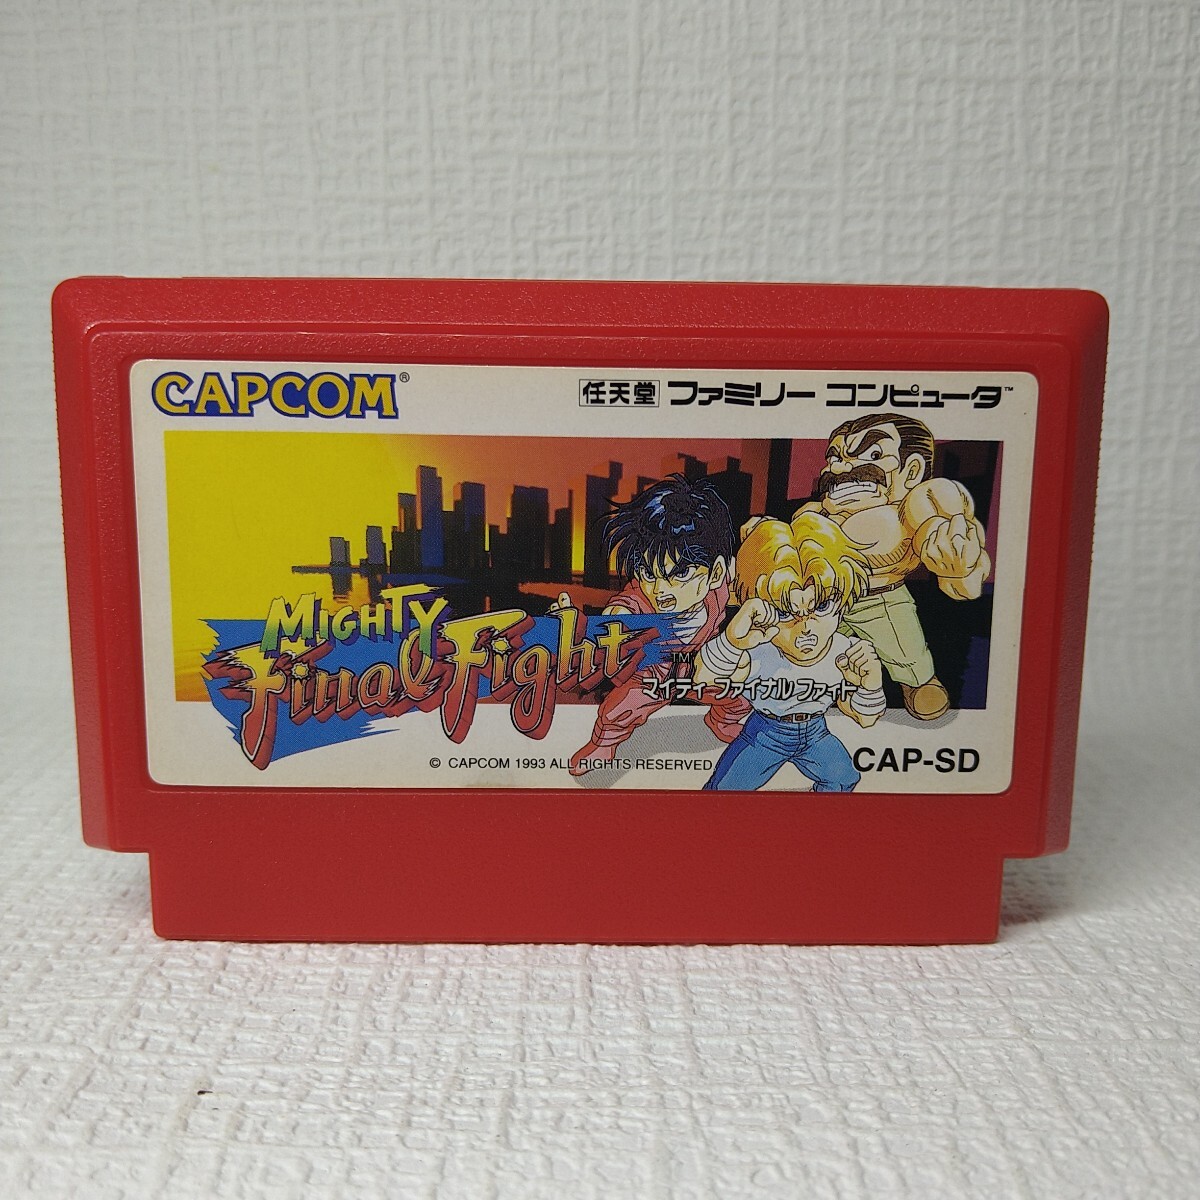 CAPCOM®
任天堂 ファミリーコンピュータ™
MIGHTY
Final Fight™
マイティ ファイナル ファイト
© CAPCOM 1993 ALL RIGHTS RESERVED
CAP-SD